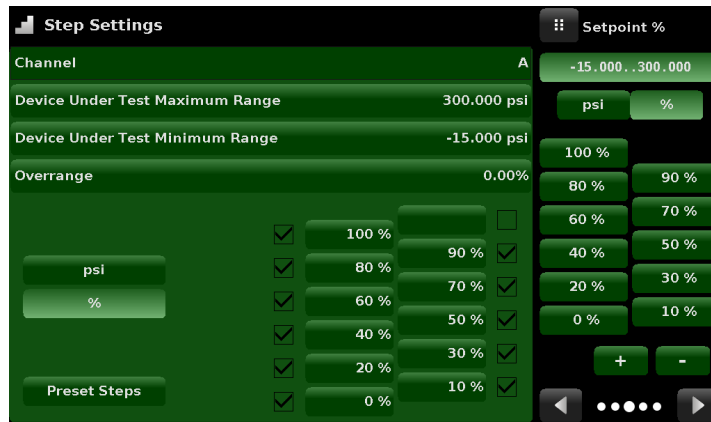 Step Settings
Channel A
Device Under Test Maximum Range 300.000 psi
Device Under Test Minimum Range -15.000 psi
Overrange 0.00%
psi
%
Preset Steps
100 %
90 %
80 %
70 %
60 %
50 %
40 %
30 %
20 %
10 %
0 %
Setpoint %
-15.000..300.000
psi %
100 %
90 %
80 %
70 %
60 %
50 %
40 %
30 %
20 %
10 %
0 %
+ -